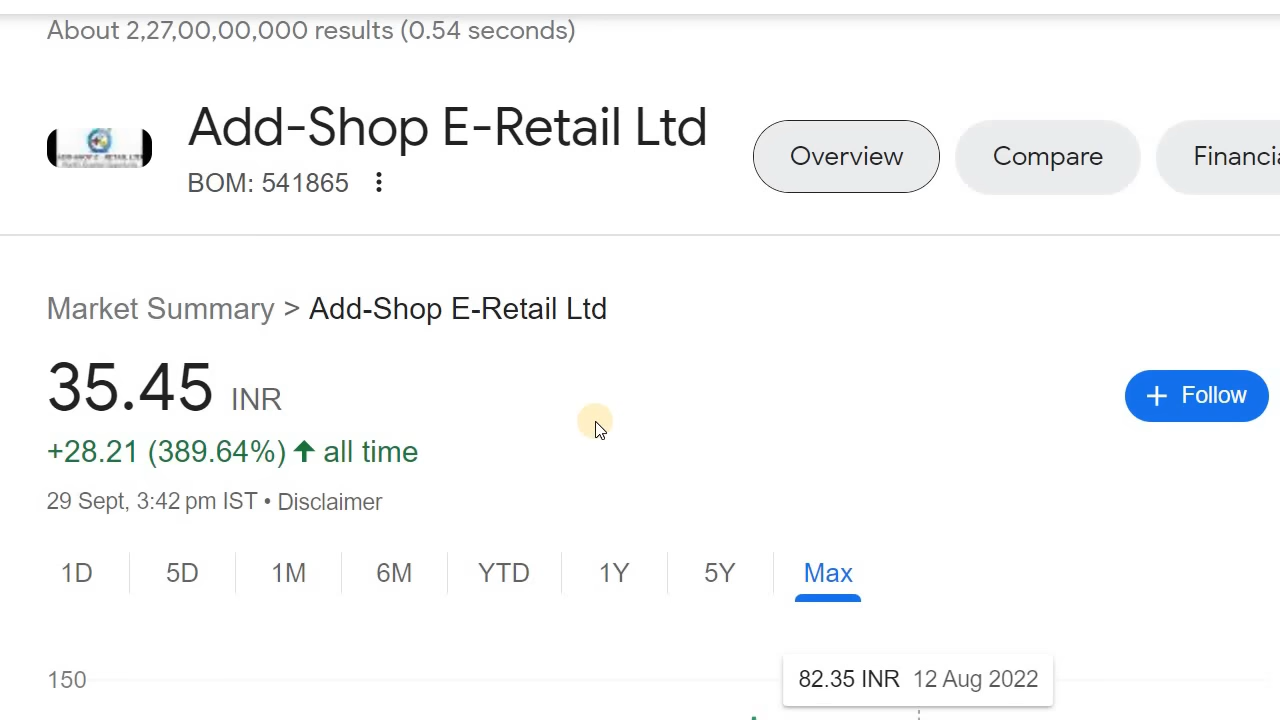 About 2,27,00,00,000 results (0.54 seconds)
Add-Shop E-Retail Ltd
BOM: 541865
Overview
Compare
Financia
Market Summary > Add-Shop E-Retail Ltd
35.45 INR
+28.21 (389.64%) ↑ all time
29 Sept, 3:42 pm IST • Disclaimer
+ Follow
1D 5D 1M 6M YTD 1Y 5Y Max
150
82.35 INR 12 Aug 2022